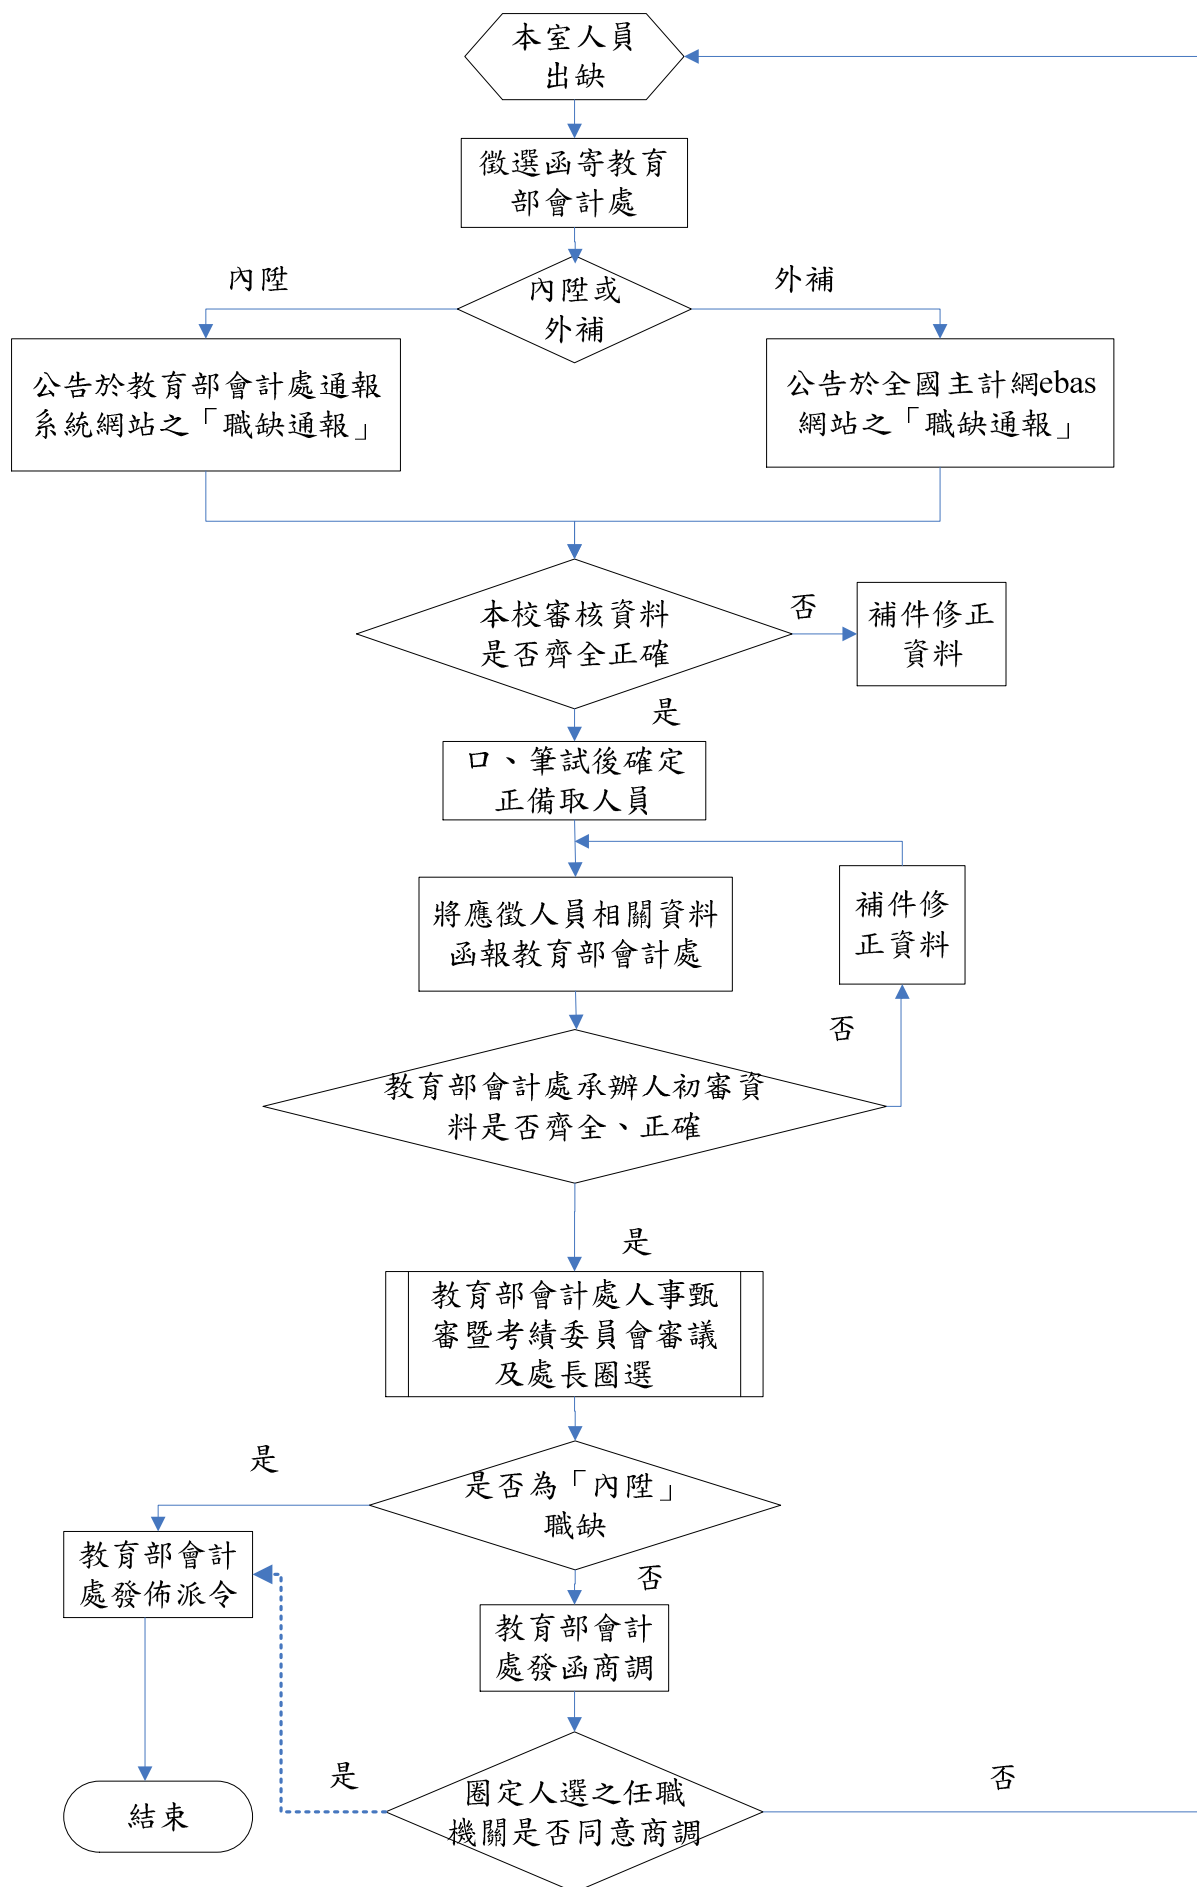 本室人員
出缺
徵選函寄教育
部會計處
內陞
內陞或
外補
外補
公告於教育部會計處通報
系統網站之「職缺通報」
公告於全國主計網ebas
網站之「職缺通報」
本校審核資料
是否齊全正確
否
補件修正
資料
是
口、筆試後確定
正備取人員
將應徵人員相關資料
函報教育部會計處
補件修
正資料
否
教育部會計處承辦人初審資
料是否齊全、正確
是
教育部會計處人事甄
審暨考績委員會審議
及處長圈選
是
是否為「內陞」
職缺
教育部會計
處發佈派令
否
教育部會計
處發函商調
是
圈定人選之任職
機關是否同意商調
否
結束